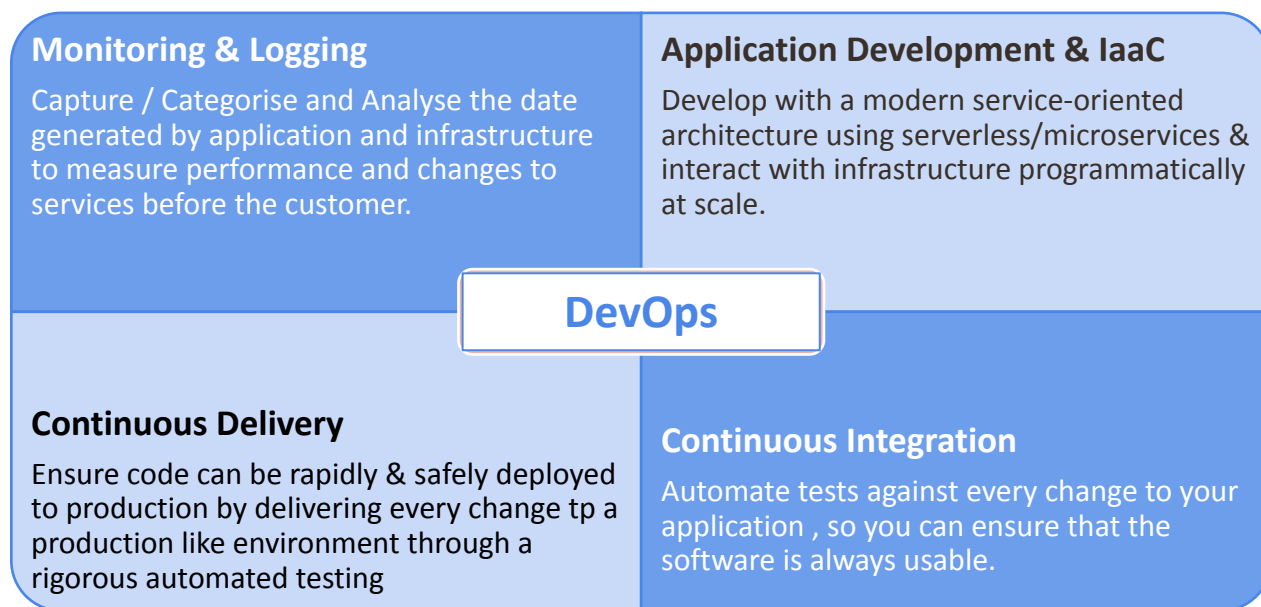 Monitoring & Logging
Capture / Categorise and Analyse the date
generated by application and infrastructure
to measure performance and changes to
services before the customer.
Application Development & IaaC
Develop with a modern service-oriented
architecture using serverless/microservices &
interact with infrastructure programmatically
at scale.
DevOps
Continuous Delivery
Ensure code can be rapidly & safely deployed
to production by delivering every change tp a
production like environment through a
rigorous automated testing
Continuous Integration
Automate tests against every change to your
application , so you can ensure that the
software is always usable.